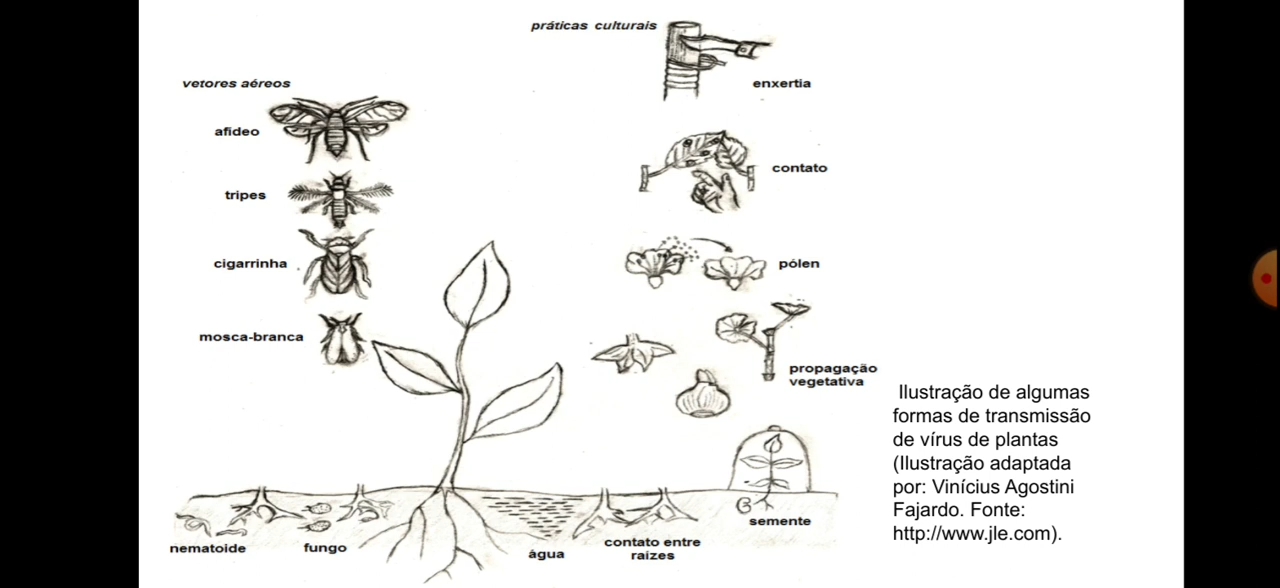 práticas culturais
enxertia
vetores aéreos
afideo
tripes
cigarrinha
mosca-branca
contato
pólen
propagação
vegetativa
semente
nematoide
fungo
água
contato entre
raízes
Ilustração de algumas
formas de transmissão
de vírus de plantas
(Ilustração adaptada
por: Vinícius Agostini
Fajardo. Fonte:
http://www.jle.com).